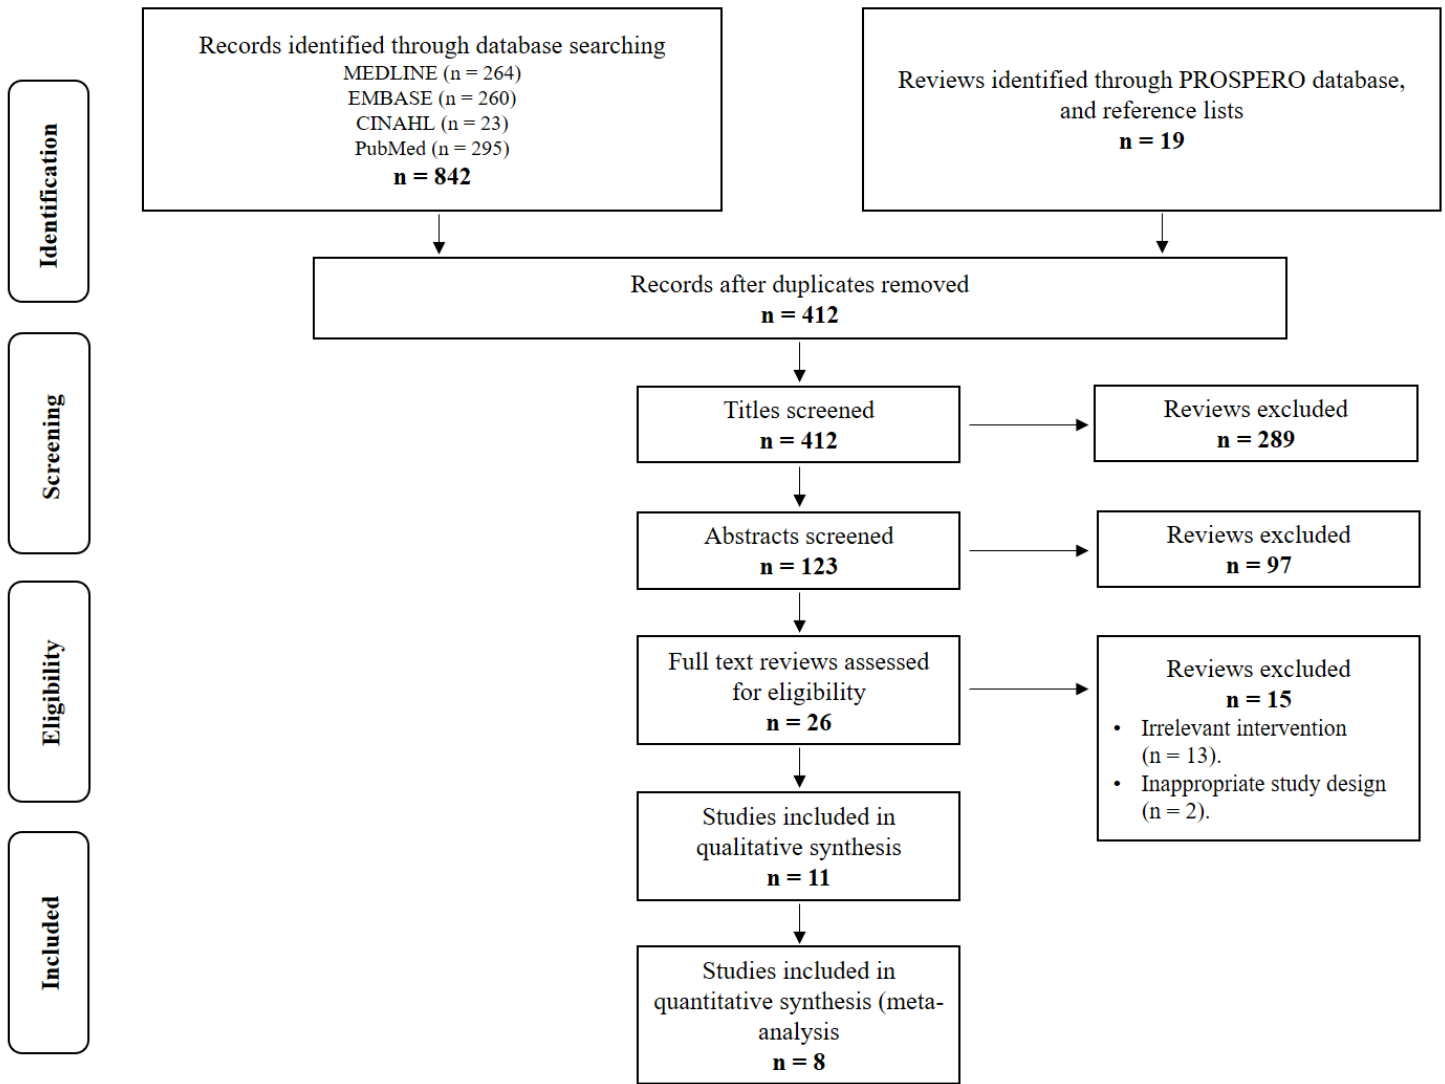 Records identified through database searching
MEDLINE (n = 264)
EMBASE (n = 260)
CINAHL (n = 23)
PubMed (n = 295)
n = 842
Reviews identified through PROSPERO database,
and reference lists
n = 19
Identification
Records after duplicates removed
n = 412
Screening
Titles screened
n = 412
Reviews excluded
n = 289
Abstracts screened
n = 123
Reviews excluded
n = 97
Eligibility
Full text reviews assessed
for eligibility
n = 26
Reviews excluded
n = 15
• Irrelevant intervention
(n = 13).
• Inappropriate study design
(n = 2).
Included
Studies included in
qualitative synthesis
n = 11
Studies included in
quantitative synthesis (meta-
analysis
n = 8